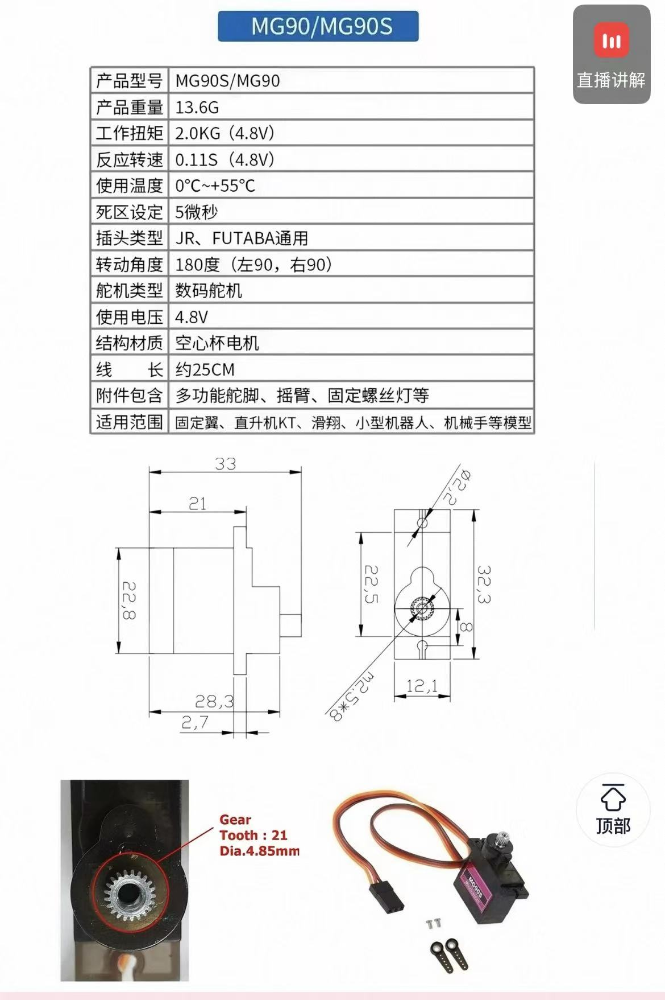 MG90/MG90S
直播讲解
产品型号 MG90S/MG90
产品重量 13.6G
工作扭矩 2.0KG（4.8V）
反应转速 0.11S（4.8V）
使用温度 0℃~+55℃
死区设定 5微秒
插头类型 JR、FUTABA通用
转动角度 180度（左90，右90）
舵机类型 数码舵机
使用电压 4.8V
结构材质 空心杯电机
线 长 约25CM
附件包含 多功能舵脚、摇臂、固定螺丝灯等
适用范围 固定翼、直升机KT、滑翔、小型机器人、机械手等模型
33
21
22,8
28,3
2,7
ø2,2
22,5
32,3
8
12,1
m2,5*8
Gear
Tooth : 21
Dia.4.85mm
MG90S
顶部